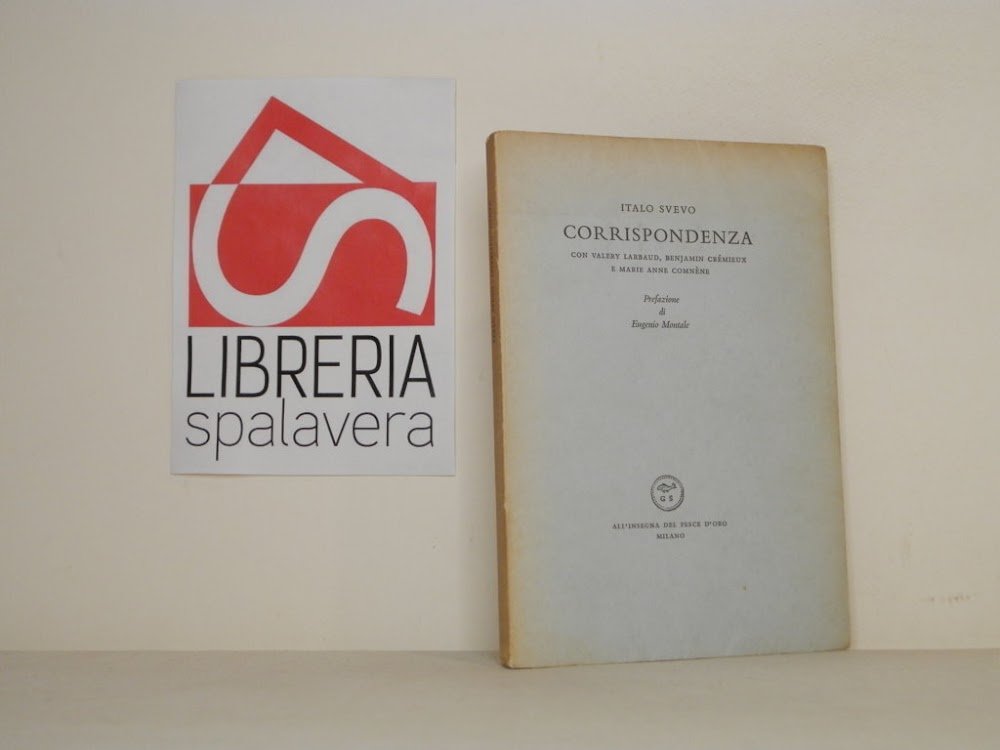 LIBRERIA
spalavera
ITALO SVEVO
CORRISPONDENZA
CON VALERY LARBAUD, BENJAMIN CRÉMIEUX
E MARIE ANNE COMNÈNE
Prefazione
di
Eugenio Montale
G S
ALL'INSEGNA DEL PESCE D'ORO
MILANO